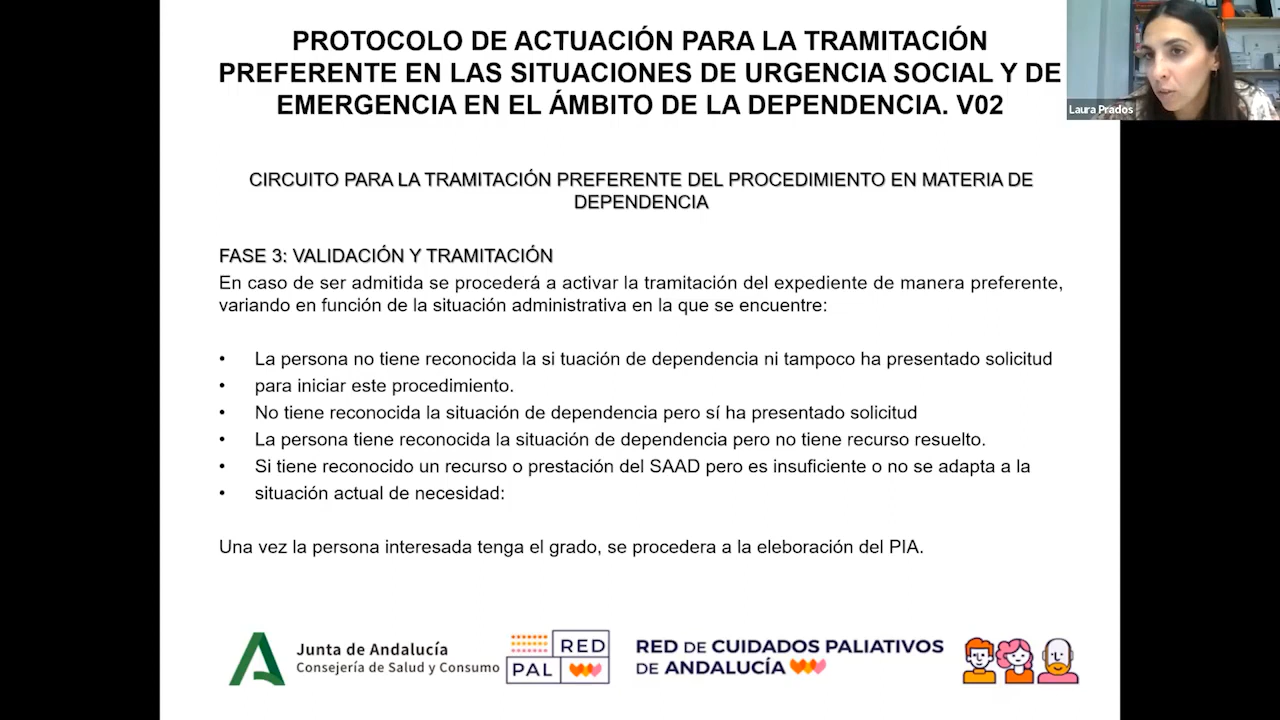 PROTOCOLO DE ACTUACIÓN PARA LA TRAMITACIÓN
PREFERENTE EN LAS SITUACIONES DE URGENCIA SOCIAL Y DE
EMERGENCIA EN EL ÁMBITO DE LA DEPENDENCIA. V02
Laura Prados
CIRCUITO PARA LA TRAMITACIÓN PREFERENTE DEL PROCEDIMIENTO EN MATERIA DE
DEPENDENCIA
FASE 3: VALIDACIÓN Y TRAMITACIÓN
En caso de ser admitida se procederá a activar la tramitación del expediente de manera preferente,
variando en función de la situación administrativa en la que se encuentre:
• La persona no tiene reconocida la si tuación de dependencia ni tampoco ha presentado solicitud
• para iniciar este procedimiento.
• No tiene reconocida la situación de dependencia pero sí ha presentado solicitud
• La persona tiene reconocida la situación de dependencia pero no tiene recurso resuelto.
• Si tiene reconocido un recurso o prestación del SAAD pero es insuficiente o no se adapta a la
• situación actual de necesidad:
Una vez la persona interesada tenga el grado, se procedera a la eleboración del PIA.
Junta de Andalucía
Consejería de Salud y Consumo
RED
PAL
RED DE CUIDADOS PALIATIVOS
DE ANDALUCÍA